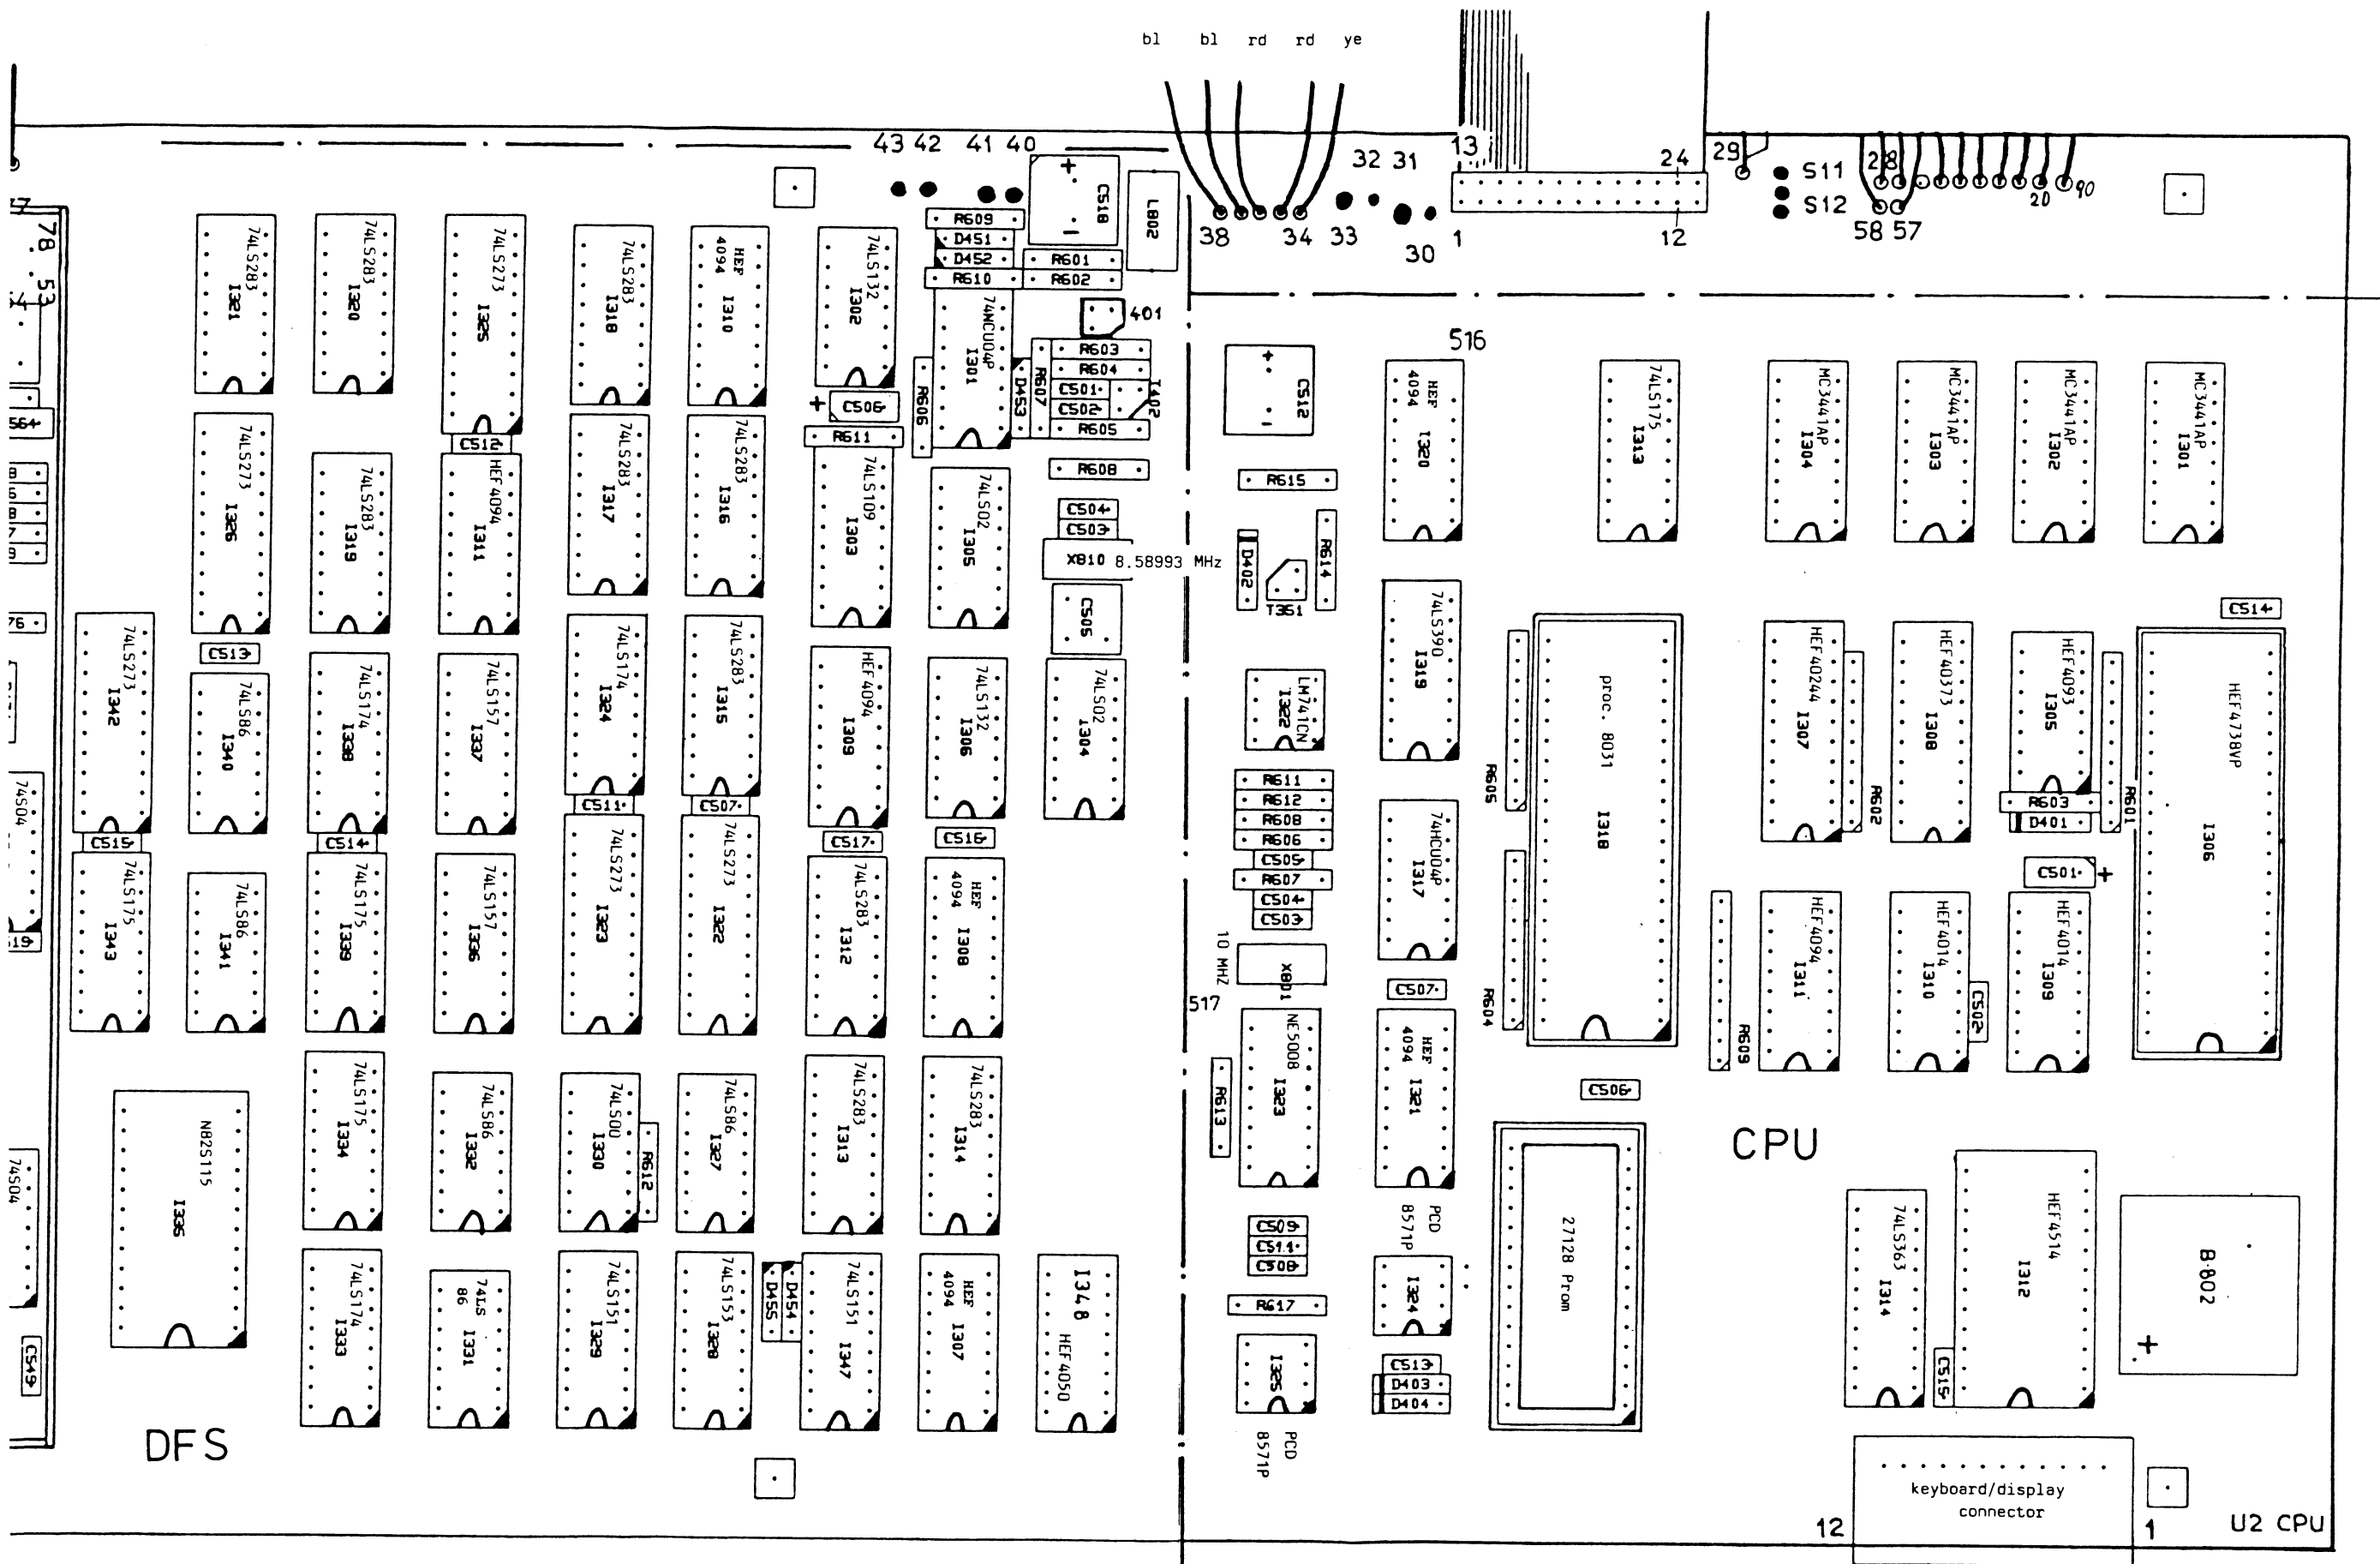 bl bl rd rd ye
43 42 41 40
32 31
13
24
29
S11
S12
28
20
90
58 57
38
34 33
30
1
12
78
53
C518
L802
R609
D451
D452
R610
R601
R602
401
R603
R604
C501
C502
R605
R607
D453
R606
R608
C504
C503
X810 8.58993 MHz
C505
74LS283
I321
74LS283
I320
74LS273
I325
74LS283
I318
HEF
4094
I310
74LS132
I302
+
C506
R611
I301
C512
74LS273
I326
74LS283
I319
HEF4094
I311
74LS283
I317
74LS283
I316
74LS109
I303
74LS02
I305
C513
74LS273
I342
74LS86
I340
74LS174
I338
74LS157
I337
74LS174
I324
74LS283
I315
HEF4094
I309
74LS132
I306
74LS02
I304
C515
C514
C511
C507
C517
C516
74LS175
I343
74LS86
I341
74LS175
I339
74LS157
I336
74LS273
I323
74LS273
I322
74LS283
I312
HEF
4094
I308
N82S115
I335
74LS175
I334
74LS86
I332
74LS00
I330
R612
74LS86
I327
74LS283
I313
74LS283
I314
74LS174
I333
74LS
86
I331
74LS151
I329
74LS153
I328
D455
D454
74LS151
I347
HEF
4094
I307
I348
HEF4050
74S04
74S04
C549
DFS
516
C512
R615
D402
T351
R614
HEF
4094
I320
74LS175
I313
MC3441AP
I304
MC3441AP
I303
MC3441AP
I302
MC3441AP
I301
C514
LM741CN
I322
74LS390
I319
R605
proc. 8031
I318
HEF40244
I307
R602
HEF40373
I308
HEF4093
I305
R603
D401
R601
HEF4738VP
I306
R611
R612
R608
R606
C505
R607
C504
C503
10 MHZ
X801
517
74HCU04P
I317
C507
R604
C501
+
R609
HEF4094
I311
HEF4014
I310
C502
HEF4014
I309
NE5008
I323
R613
HEF
4094
I321
C506
CPU
C509
C511
C508
R617
PCD
8571P
I324
27128 Prom
74LS363
I314
HEF4514
I312
C515
B802
+
I325
PCD
8571P
C513
D403
D404
keyboard/display
connector
12
1
U2 CPU